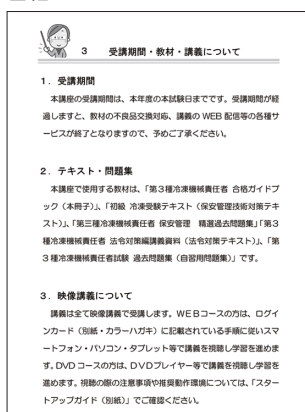 3 受講期間・教材・講義について
1．受講期間
本講座の受講期間は、本年度の本試験日までです。受講期間が経
過しますと、教材の不良品交換対応、講義の WEB 配信等の各種サ
ービスが終了となりますので、予めご了承ください。
2．テキスト・問題集
本講座で使用する教材は、「第３種冷凍機械責任者 合格ガイドブ
ック（本冊子）」、「初級 冷凍受験テキスト（保安管理技術対策テキ
スト）」、「第三種冷凍機械責任者 保安管理 精選過去問題集」「第３
種冷凍機械責任者 法令対策編講義資料（法令対策テキスト）」、「第
３種冷凍機械責任者試験 過去問題集（自習用問題集）」です。
3．映像講義について
講義は全て映像講義で受講します。ＷＥＢコースの方は、ログイ
ンカード（別紙・カラーハガキ）に記載されている手順に従いスマ
ートフォン・パソコン・タブレット等で講義を視聴し学習を進めま
す。DVD コースの方は、ＤＶＤプレイヤー等で講義を視聴し学習を
進めます。視聴の際の注意事項や推奨動作環境については、「スター
トアップガイド（別紙）」でご確認ください。